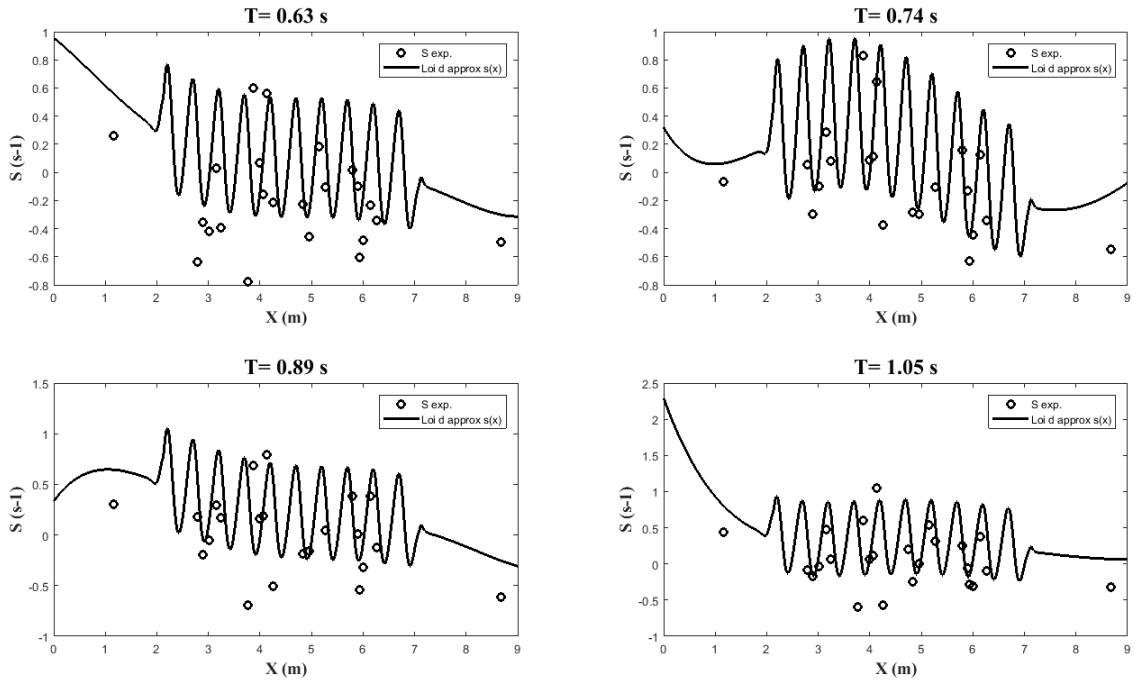 T= 0.63 s
1
0.8
0.6
0.4
0.2
0
-0.2
-0.4
-0.6
-0.8
S (s-1)
S exp.
Loi d approx s(x)
0 1 2 3 4 5 6 7 8 9
X (m)
T= 0.74 s
1
0.8
0.6
0.4
0.2
0
-0.2
-0.4
-0.6
-0.8
S (s-1)
S exp.
Loi d approx s(x)
0 1 2 3 4 5 6 7 8 9
X (m)
T= 0.89 s
1.5
1
0.5
0
-0.5
-1
S (s-1)
S exp.
Loi d approx s(x)
0 1 2 3 4 5 6 7 8 9
X (m)
T= 1.05 s
2.5
2
1.5
1
0.5
0
-0.5
-1
S (s-1)
S exp.
Loi d approx s(x)
0 1 2 3 4 5 6 7 8 9
X (m)